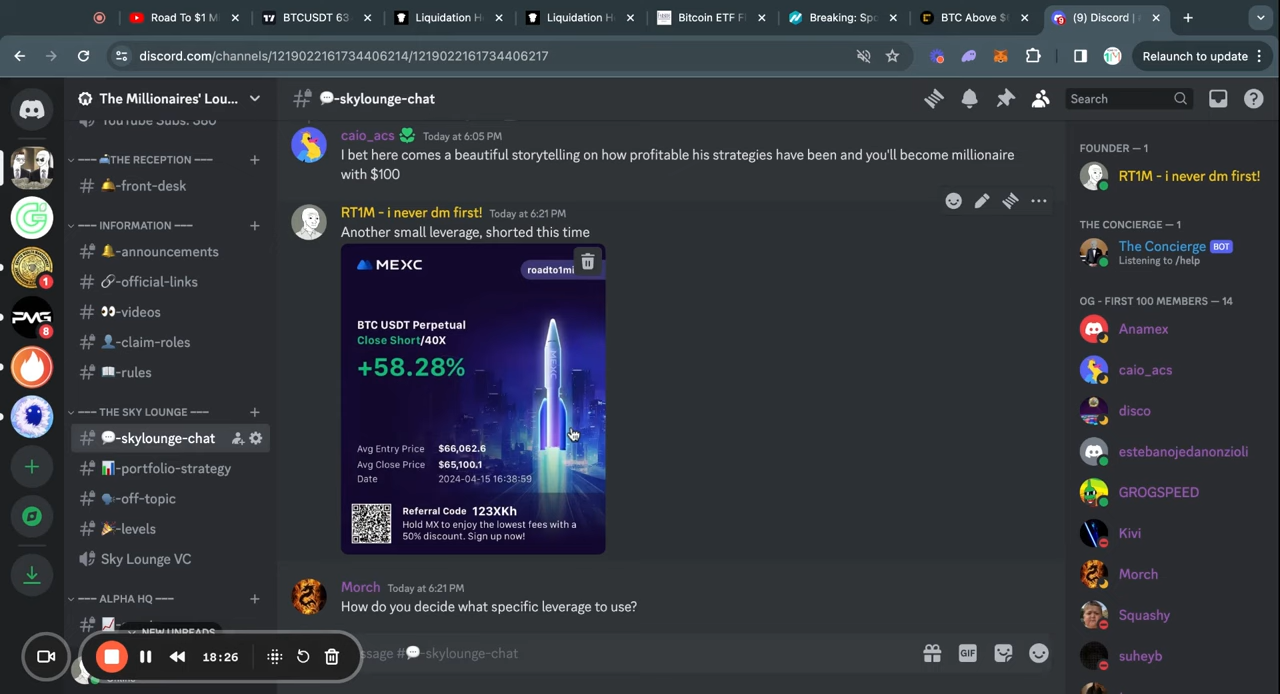 Road To $1 M
BTCUSDT 63
Liquidation H
Liquidation H
Bitcoin ETF F
Breaking: Spo
BTC Above $
(9) Discord |
discord.com/channels/1219022161734406214/1219022161734406217
Relaunch to update
The Millionaires' Lou...
YouTube Subs: 380
--- 🛎️THE RECEPTION ---
🛎️-front-desk
--- INFORMATION ---
🔔-announcements
🔗-official-links
👀-videos
👤-claim-roles
📖-rules
--- THE SKY LOUNGE ---
💬-skylounge-chat
📊-portfolio-strategy
🗣️-off-topic
🎉-levels
Sky Lounge VC
--- ALPHA HQ ---
NEW UNREADS
18:26
1
8
💬-skylounge-chat
Search
caio_acs Today at 6:05 PM
I bet here comes a beautiful storytelling on how profitable his strategies have been and you'll become millionaire
with $100
RT1M - i never dm first! Today at 6:21 PM
Another small leverage, shorted this time
MEXC
roadto1mi
BTC USDT Perpetual
Close Short/40X
+58.28%
MEXC
Avg Entry Price $66,062.6
Avg Close Price $65,100.1
Date 2024-04-15 16:38:59
Referral Code 123XKh
Hold MX to enjoy the lowest fees with a
50% discount. Sign up now!
Morch Today at 6:21 PM
How do you decide what specific leverage to use?
ssage #💬-skylounge-chat
GIF
FOUNDER — 1
RT1M - i never dm first!
THE CONCIERGE — 1
The Concierge BOT
Listening to /help
OG - FIRST 100 MEMBERS — 14
Anamex
caio_acs
disco
estebanojedanonzioli
GROGSPEED
Kivi
Morch
Squashy
suheyb